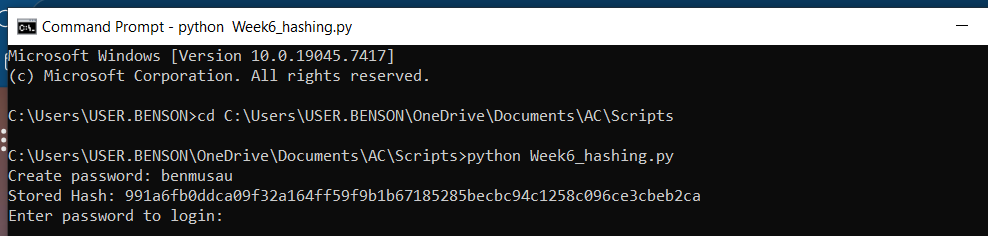 Command Prompt - python  Week6_hashing.py
Microsoft Windows [Version 10.0.19045.7417]
(c) Microsoft Corporation. All rights reserved.
C:\Users\USER.BENSON>cd C:\Users\USER.BENSON\OneDrive\Documents\AC\Scripts
C:\Users\USER.BENSON\OneDrive\Documents\AC\Scripts>python Week6_hashing.py
Create password: benmusau
Stored Hash: 991a6fb0ddca09f32a164ff59f9b1b67185285becbc94c1258c096ce3cbeb2ca
Enter password to login: